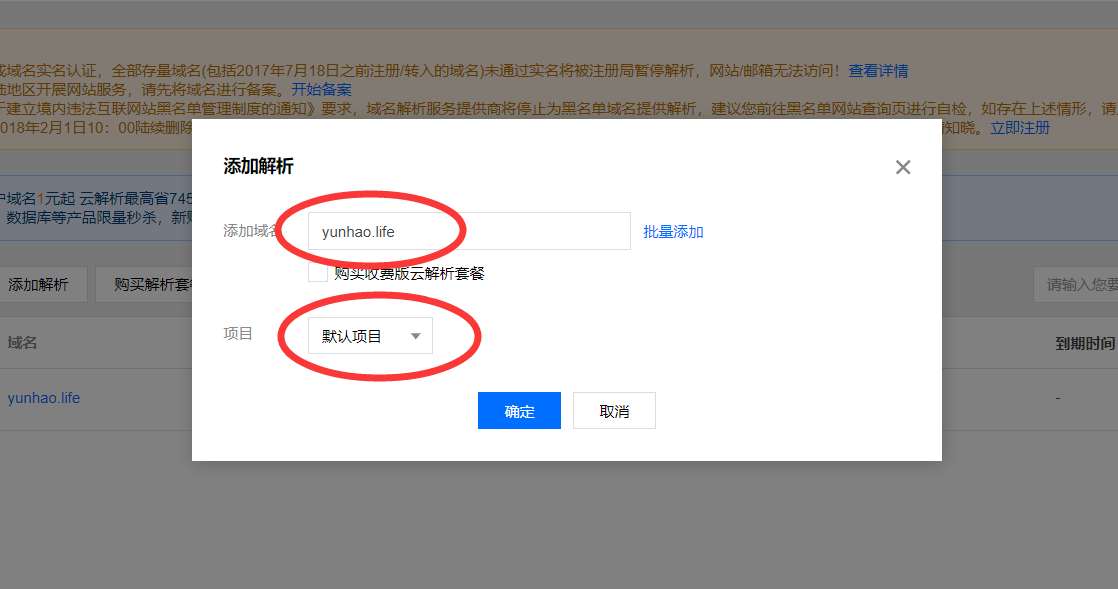 或域名实名认证，全部存量域名(包括2017年7月18日之前注册/转入的域名)未通过实名将被注册局暂停解析，网站/邮箱无法访问！查看详情
陆地区开展网站服务，请先将域名进行备案。开始备案
于建立境内违法互联网站黑名单管理制度的通知》要求，域名解析服务提供商将停止为黑名单域名提供解析，建议您前往黑名单网站查询页进行自检，如存在上述情形，请
018年2月1日10：00陆续删除
知晓。立即注册
户域名1元起 云解析最高省745
数据库等产品限量秒杀，新
添加解析
添加域名
yunhao.life
批量添加
购买收费版云解析套餐
项目
默认项目
确定
取消
添加解析
购买解析套
请输入您要
域名
到期时间
yunhao.life
-